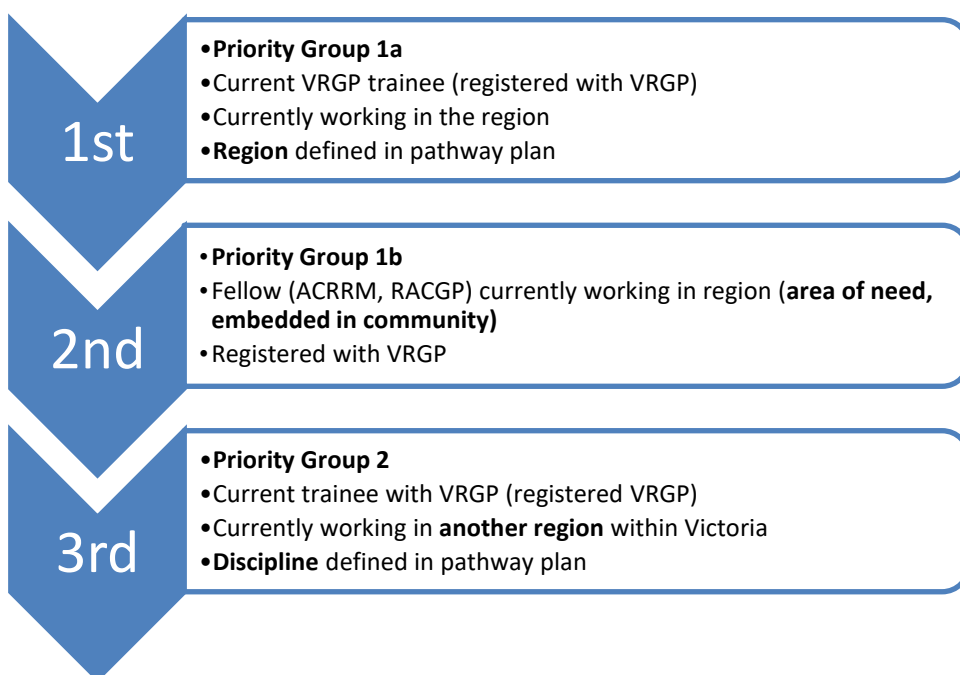 1st
•Priority Group 1a
•Current VRGP trainee (registered with VRGP)
•Currently working in the region
•Region defined in pathway plan
2nd
•Priority Group 1b
•Fellow (ACRRM, RACGP) currently working in region (area of need,
embedded in community)
•Registered with VRGP
3rd
•Priority Group 2
•Current trainee with VRGP (registered VRGP)
•Currently working in another region within Victoria
•Discipline defined in pathway plan